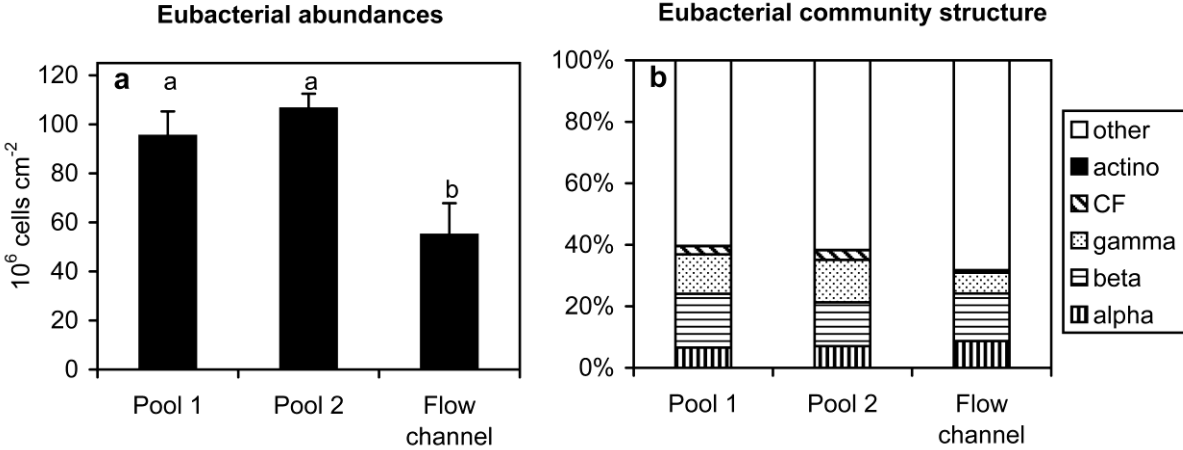 Eubacterial abundances
a
a
a
b
120
100
80
60
40
20
0
10⁶ cells cm⁻²
Pool 1
Pool 2
Flow
channel
Eubacterial community structure
b
100%
80%
60%
40%
20%
0%
Pool 1
Pool 2
Flow
channel
other
actino
CF
gamma
beta
alpha